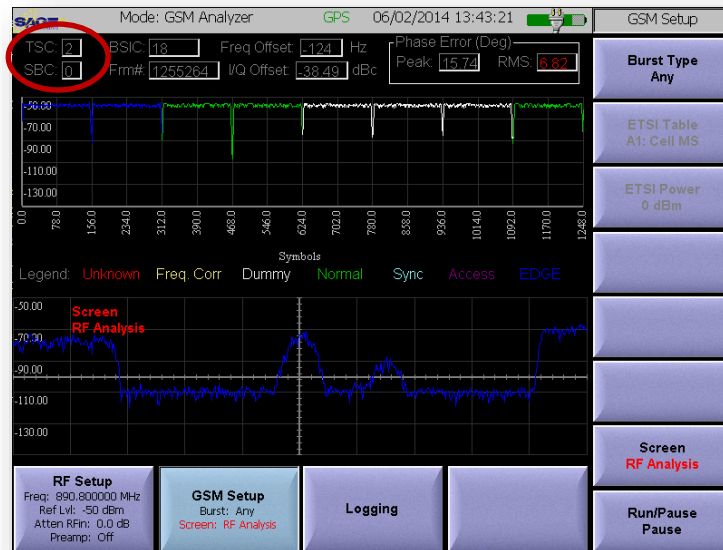 SAGE
Mode: GSM Analyzer GPS 06/02/2014 13:43:21
GSM Setup
TSC: 2 BSIC: 18 Freq Offset: -124 Hz
SBC: 0 Frm#: 1255264 I/Q Offset: -38.49 dBc
Phase Error (Deg)
Peak: 15.74 RMS: 6.82
-50.00
-70.00
-90.00
-110.00
-130.00
0.0 78.0 156.0 234.0 312.0 390.0 468.0 546.0 624.0 702.0 780.0 858.0 936.0 1014.0 1092.0 1170.0 1248.0
Symbols
Legend: Unknown Freq. Corr Dummy Normal Sync Access EDGE
-50.00
Screen
RF Analysis
-70.00
-90.00
-110.00
-130.00
Burst Type
Any
ETSI Table
A1: Cell MS
ETSI Power
0 dBm
Screen
RF Analysis
Run/Pause
Pause
RF Setup
Freq: 890.800000 MHz
Ref Lvl: -50 dBm
Atten RFin: 0.0 dB
Preamp: Off
GSM Setup
Burst: Any
Screen: RF Analysis
Logging